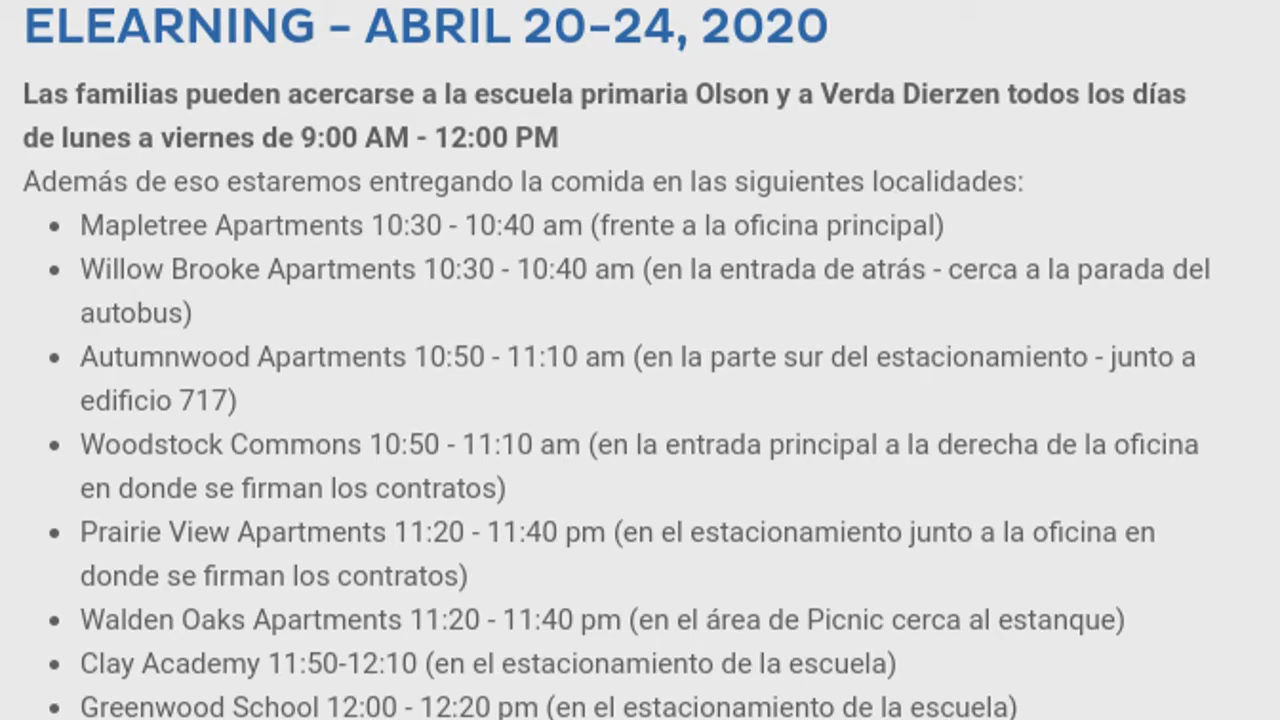 ELEARNING - ABRIL 20-24, 2020
Las familias pueden acercarse a la escuela primaria Olson y a Verda Dierzen todos los días
de lunes a viernes de 9:00 AM - 12:00 PM
Además de eso estaremos entregando la comida en las siguientes localidades:
• Mapletree Apartments 10:30 - 10:40 am (frente a la oficina principal)
• Willow Brooke Apartments 10:30 - 10:40 am (en la entrada de atrás - cerca a la parada del
autobus)
• Autumnwood Apartments 10:50 - 11:10 am (en la parte sur del estacionamiento - junto a
edificio 717)
• Woodstock Commons 10:50 - 11:10 am (en la entrada principal a la derecha de la oficina
en donde se firman los contratos)
• Prairie View Apartments 11:20 - 11:40 pm (en el estacionamiento junto a la oficina en
donde se firman los contratos)
• Walden Oaks Apartments 11:20 - 11:40 pm (en el área de Picnic cerca al estanque)
• Clay Academy 11:50-12:10 (en el estacionamiento de la escuela)
• Greenwood School 12:00 - 12:20 pm (en el estacionamiento de la escuela)